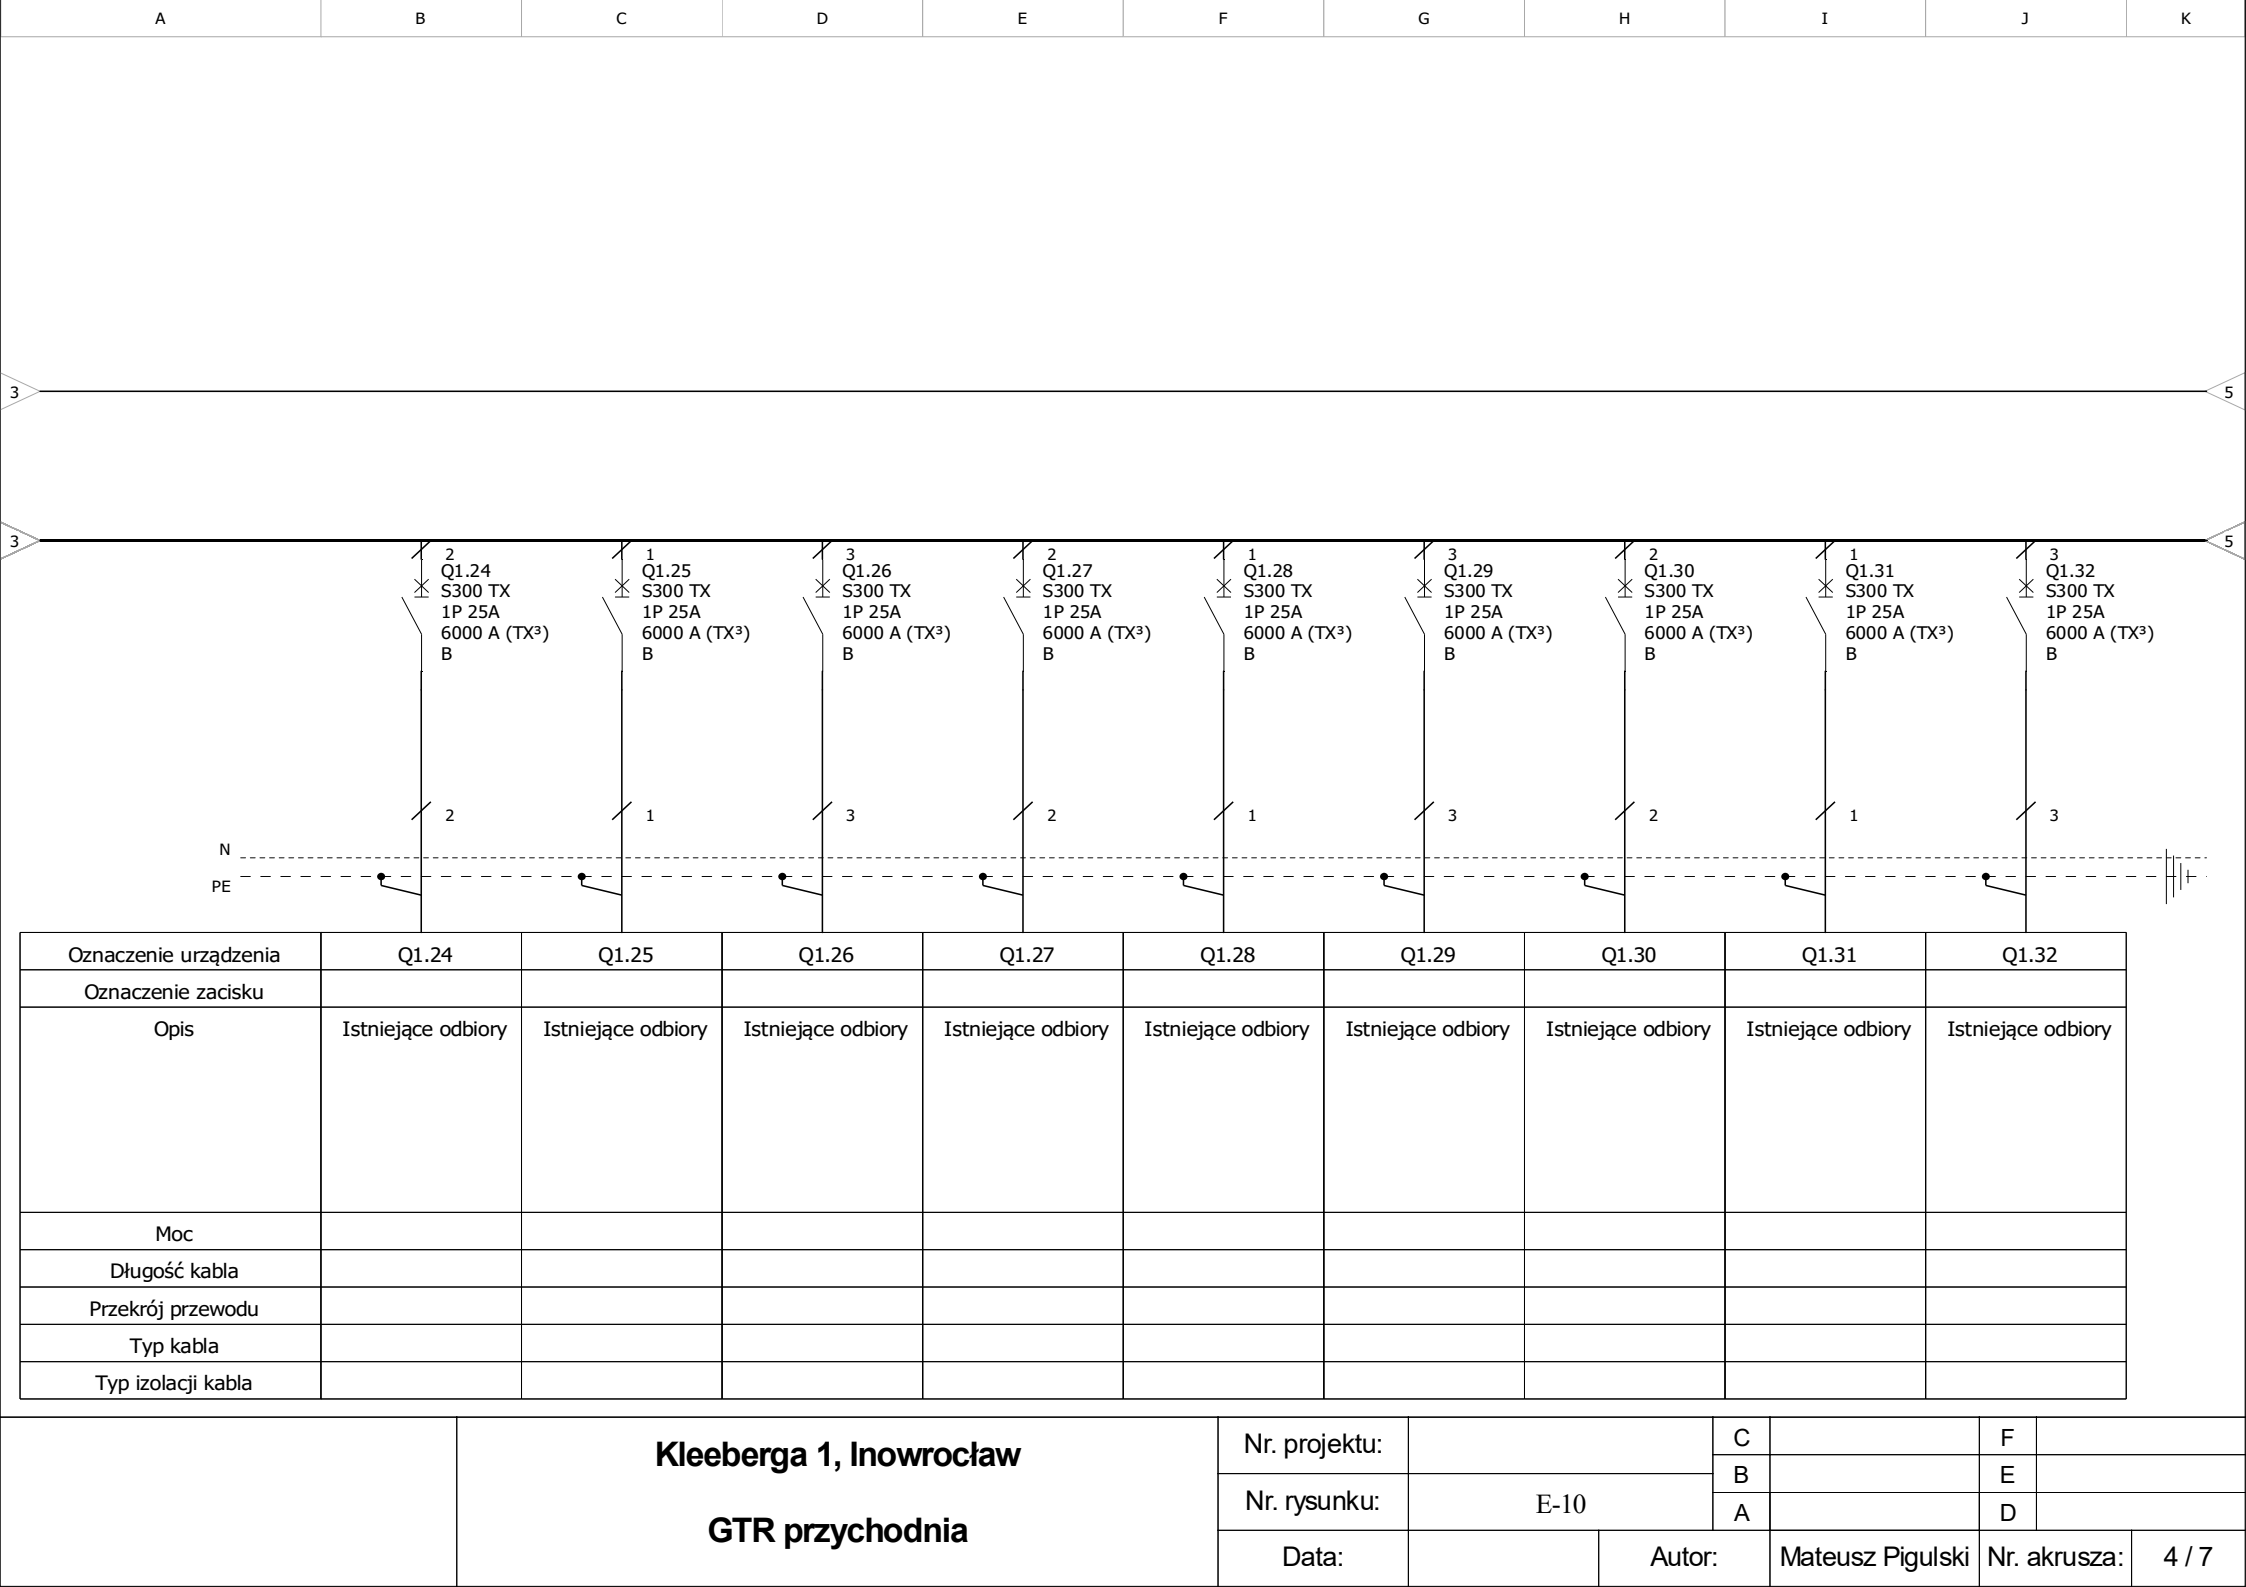 A B C D E F G H I J K
3 5
3 5
2 1 3 2 1 3 2 1 3
Q1.24 Q1.25 Q1.26 Q1.27 Q1.28 Q1.29 Q1.30 Q1.31 Q1.32
S300 TX S300 TX S300 TX S300 TX S300 TX S300 TX S300 TX S300 TX S300 TX
1P 25A 1P 25A 1P 25A 1P 25A 1P 25A 1P 25A 1P 25A 1P 25A 1P 25A
6000 A (TX³) 6000 A (TX³) 6000 A (TX³) 6000 A (TX³) 6000 A (TX³) 6000 A (TX³) 6000 A (TX³) 6000 A (TX³) 6000 A (TX³)
B B B B B B B B B
2 1 3 2 1 3 2 1 3
N
PE
Oznaczenie urządzenia Q1.24 Q1.25 Q1.26 Q1.27 Q1.28 Q1.29 Q1.30 Q1.31 Q1.32
Oznaczenie zacisku
Opis Istniejące odbiory Istniejące odbiory Istniejące odbiory Istniejące odbiory Istniejące odbiory Istniejące odbiory Istniejące odbiory Istniejące odbiory Istniejące odbiory
Moc
Długość kabla
Przekrój przewodu
Typ kabla
Typ izolacji kabla
Kleeberga 1, Inowrocław
GTR przychodnia
Nr. projektu: C F
B E
Nr. rysunku: E-10
A D
Data: Autor: Mateusz Pigulski Nr. akrusza: 4 / 7